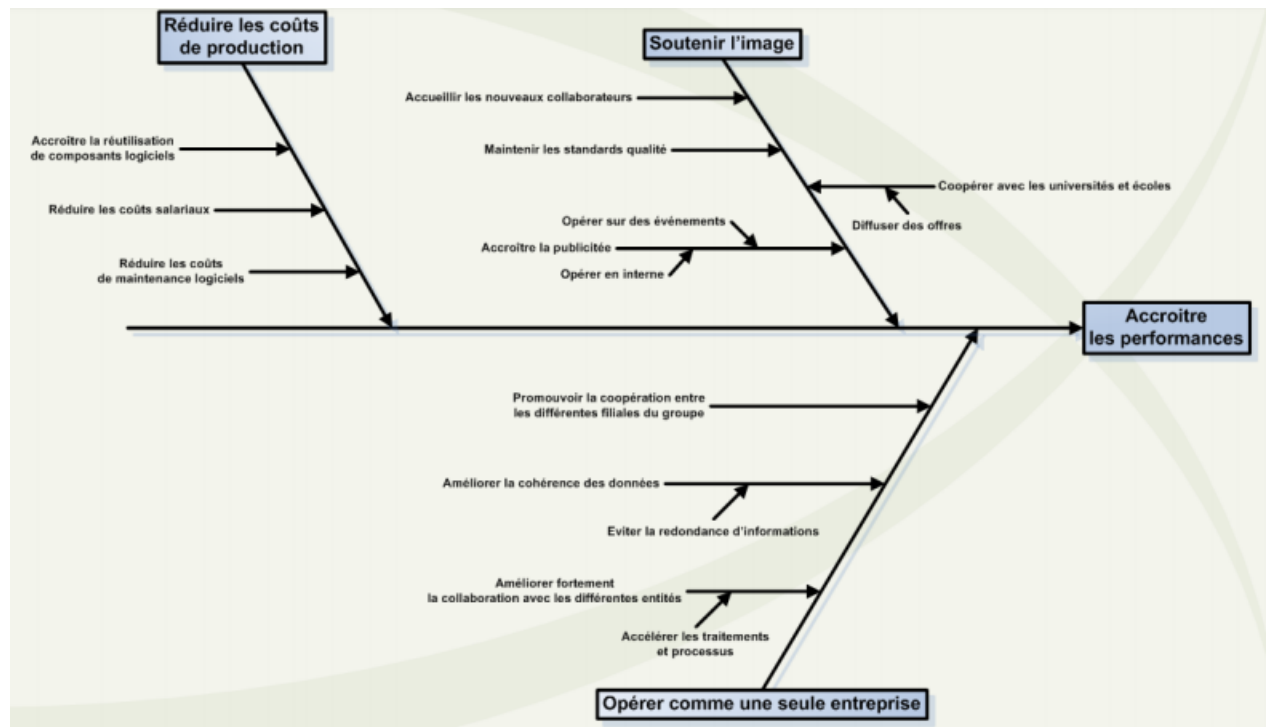 Réduire les coûts
de production
Soutenir l'image
Accueillir les nouveaux collaborateurs
Accroître la réutilisation
de composants logiciels
Maintenir les standards qualité
Coopérer avec les universités et écoles
Réduire les coûts salariaux
Opérer sur des événements
Diffuser des offres
Accroître la publicitée
Réduire les coûts
de maintenance logiciels
Opérer en interne
Accroitre
les performances
Promouvoir la coopération entre
les différentes filiales du groupe
Améliorer la cohérence des données
Eviter la redondance d'informations
Améliorer fortement
la collaboration avec les différentes entités
Accélérer les traitements
et processus
Opérer comme une seule entreprise